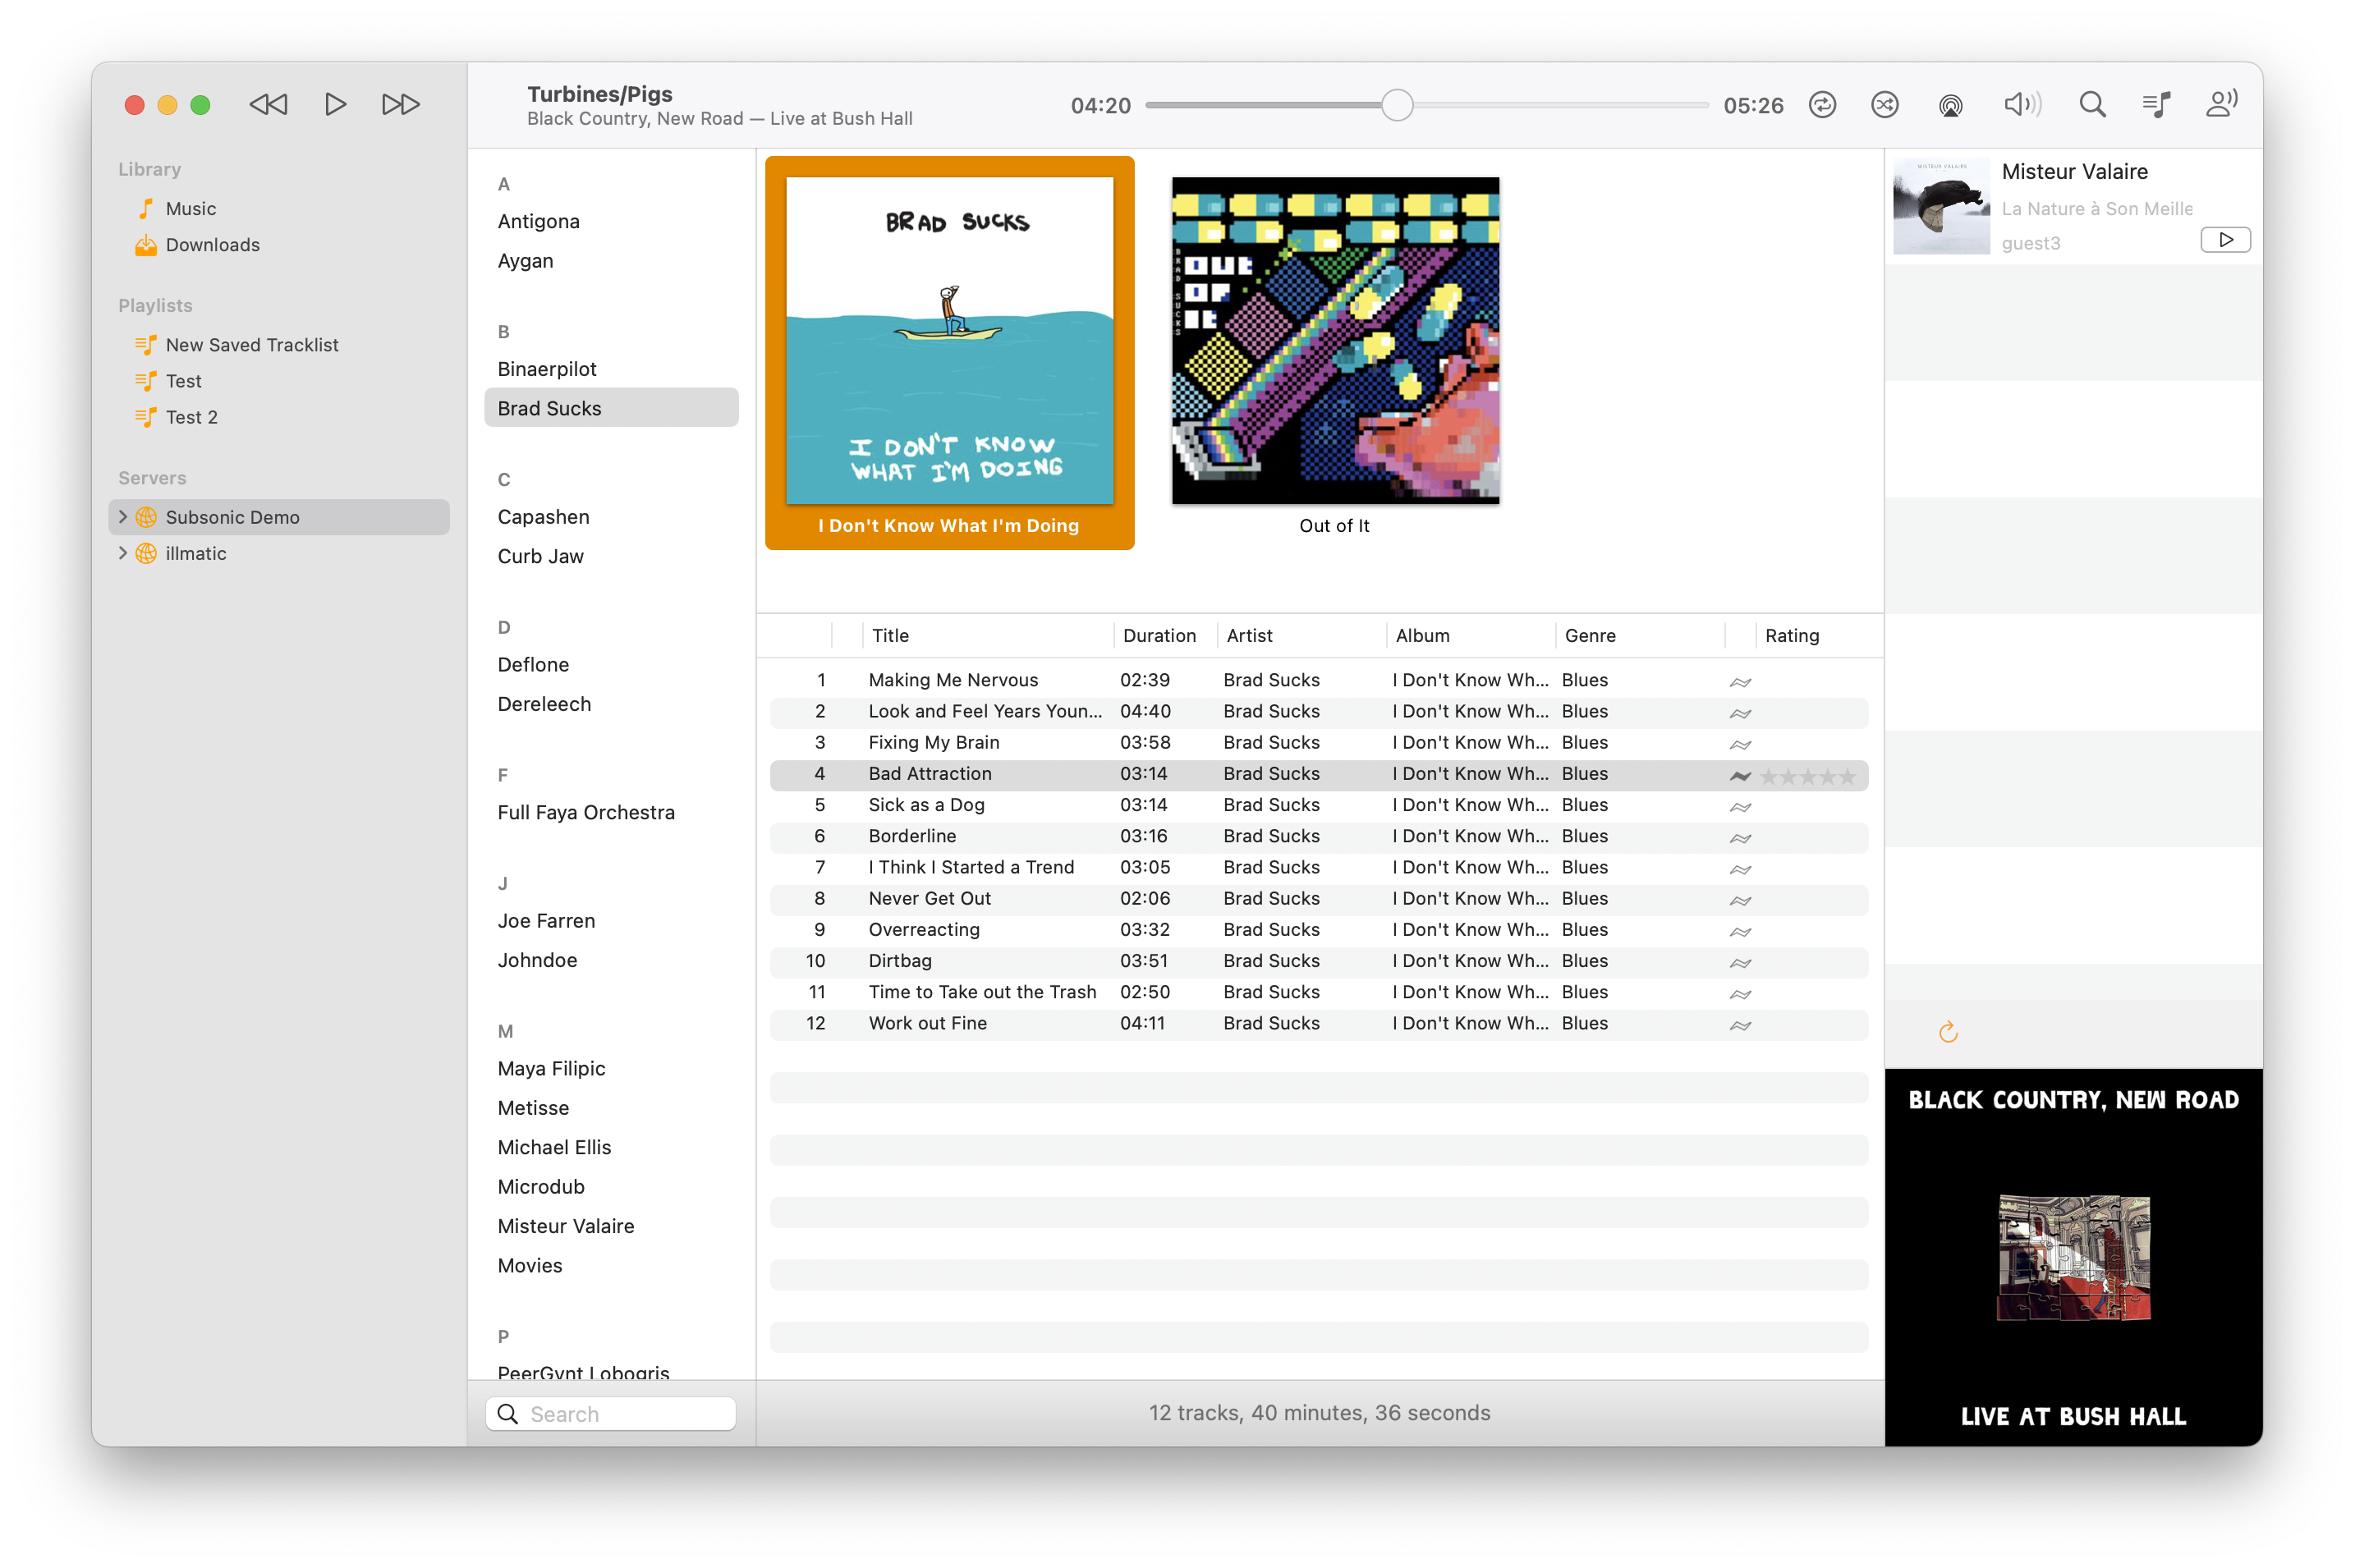 Turbines/Pigs
Black Country, New Road — Live at Bush Hall
04:20
05:26
Library
Music
Downloads
Playlists
New Saved Tracklist
Test
Test 2
Servers
Subsonic Demo
illmatic
A
Antigona
Aygan
B
Binaerpilot
Brad Sucks
C
Capashen
Curb Jaw
D
Deflone
Dereleech
F
Full Faya Orchestra
J
Joe Farren
Johndoe
M
Maya Filipic
Metisse
Michael Ellis
Microdub
Misteur Valaire
Movies
P
PeerGynt Lobogris
Search
BRAD SUCKS
I DON'T KNOW
WHAT I'M DOING
I Don't Know What I'm Doing
BRAD SUCKS
OUT
OF
IT
Out of It
Title Duration Artist Album Genre Rating
1 Making Me Nervous 02:39 Brad Sucks I Don't Know Wh... Blues
2 Look and Feel Years Youn... 04:40 Brad Sucks I Don't Know Wh... Blues
3 Fixing My Brain 03:58 Brad Sucks I Don't Know Wh... Blues
4 Bad Attraction 03:14 Brad Sucks I Don't Know Wh... Blues
5 Sick as a Dog 03:14 Brad Sucks I Don't Know Wh... Blues
6 Borderline 03:16 Brad Sucks I Don't Know Wh... Blues
7 I Think I Started a Trend 03:05 Brad Sucks I Don't Know Wh... Blues
8 Never Get Out 02:06 Brad Sucks I Don't Know Wh... Blues
9 Overreacting 03:32 Brad Sucks I Don't Know Wh... Blues
10 Dirtbag 03:51 Brad Sucks I Don't Know Wh... Blues
11 Time to Take out the Trash 02:50 Brad Sucks I Don't Know Wh... Blues
12 Work out Fine 04:11 Brad Sucks I Don't Know Wh... Blues
12 tracks, 40 minutes, 36 seconds
MISTEUR VALAIRE
Misteur Valaire
La Nature à Son Meille
guest3
BLACK COUNTRY, NEW ROAD
LIVE AT BUSH HALL